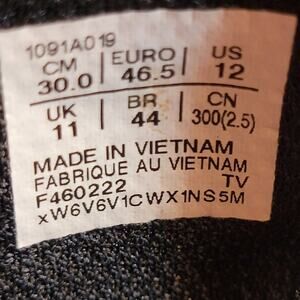 1091A019
CM EURO US
30.0 46.5 12
UK BR CN
11 44 300(2.5)
MADE IN VIETNAM
FABRIQUE AU VIETNAM
F460222 TV
xW6V6V1CWX1NS5M